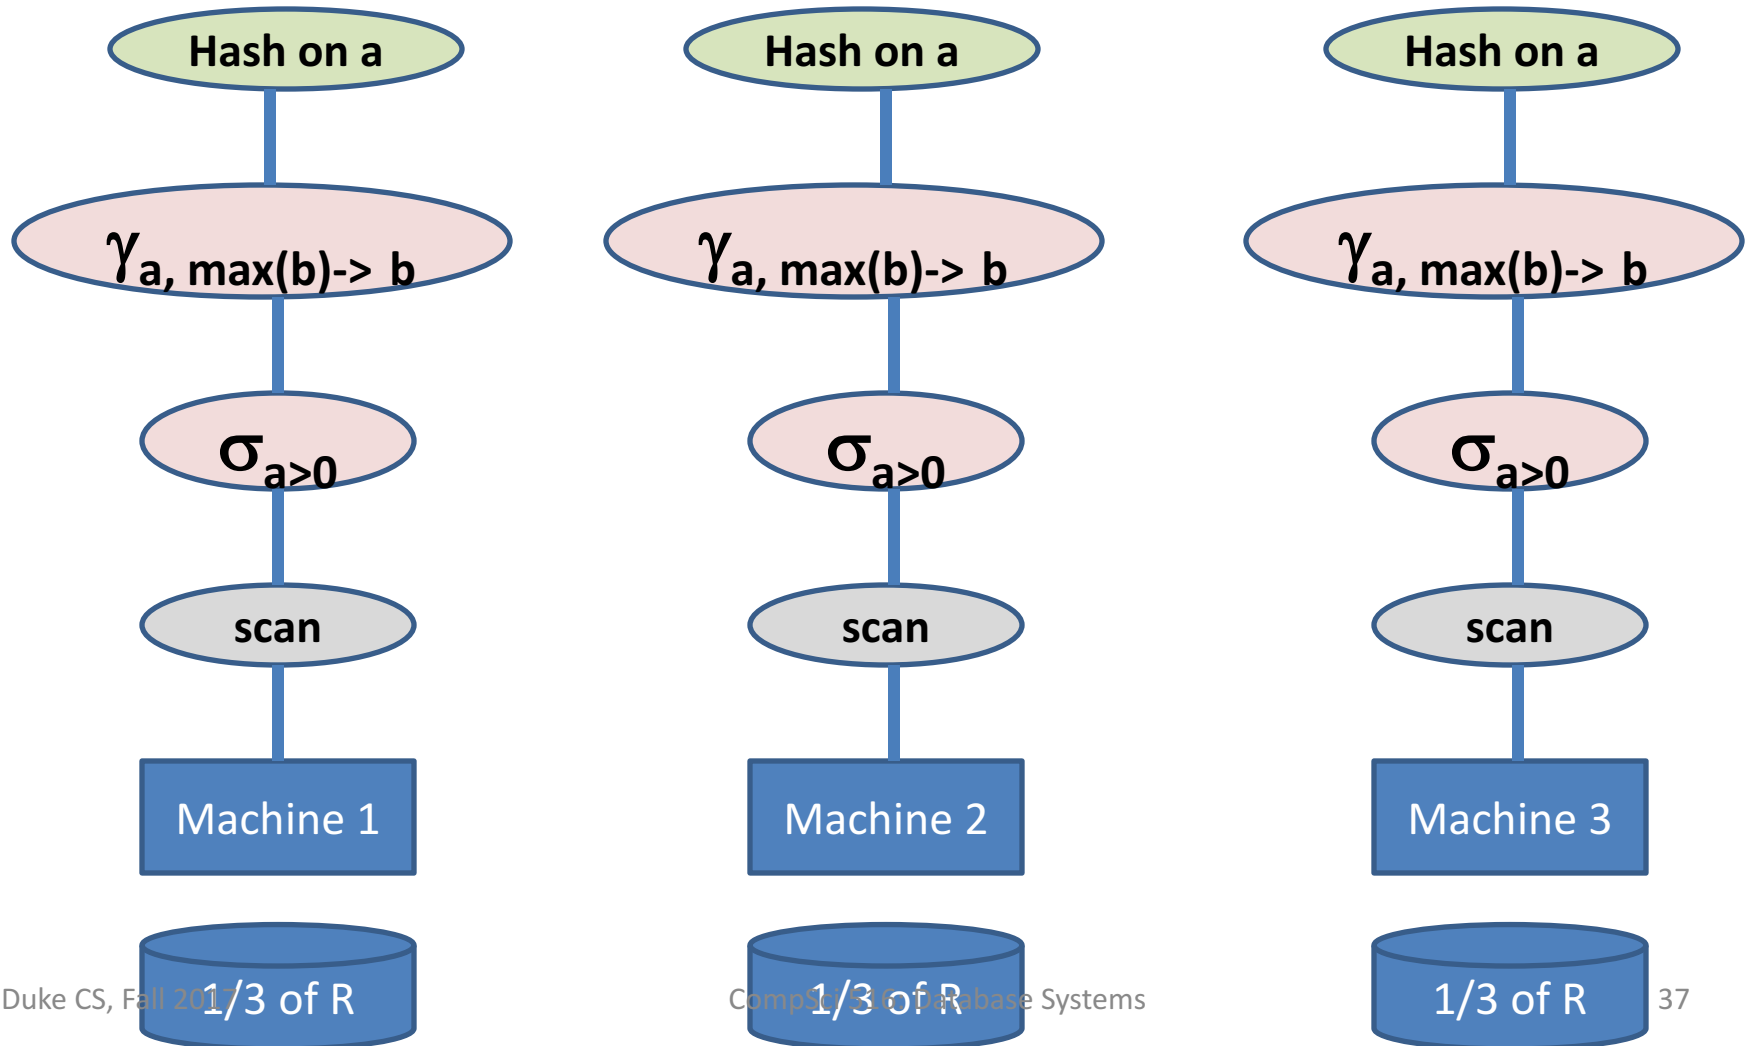 Hash on a Hash on a Hash on a
γa, max(b)-> b γa, max(b)-> b γa, max(b)-> b
σa>0 σa>0 σa>0
scan scan scan
Machine 1 Machine 2 Machine 3
1/3 of R 1/3 of R 1/3 of R
Duke CS, Fall 2017 CompSci 516: Database Systems 37